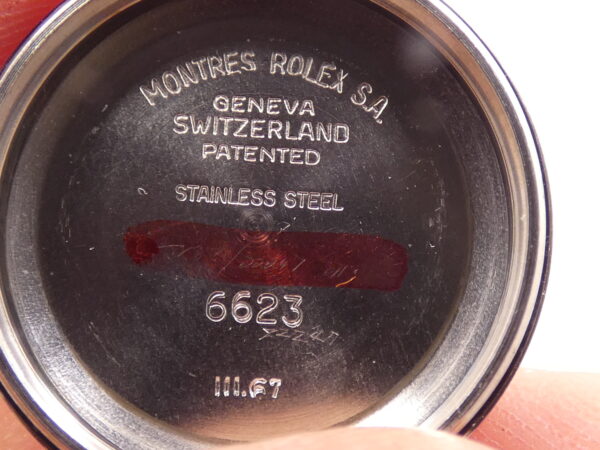 MONTRES ROLEX S.A.
GENEVA
SWITZERLAND
PATENTED
STAINLESS STEEL
6623
III.67